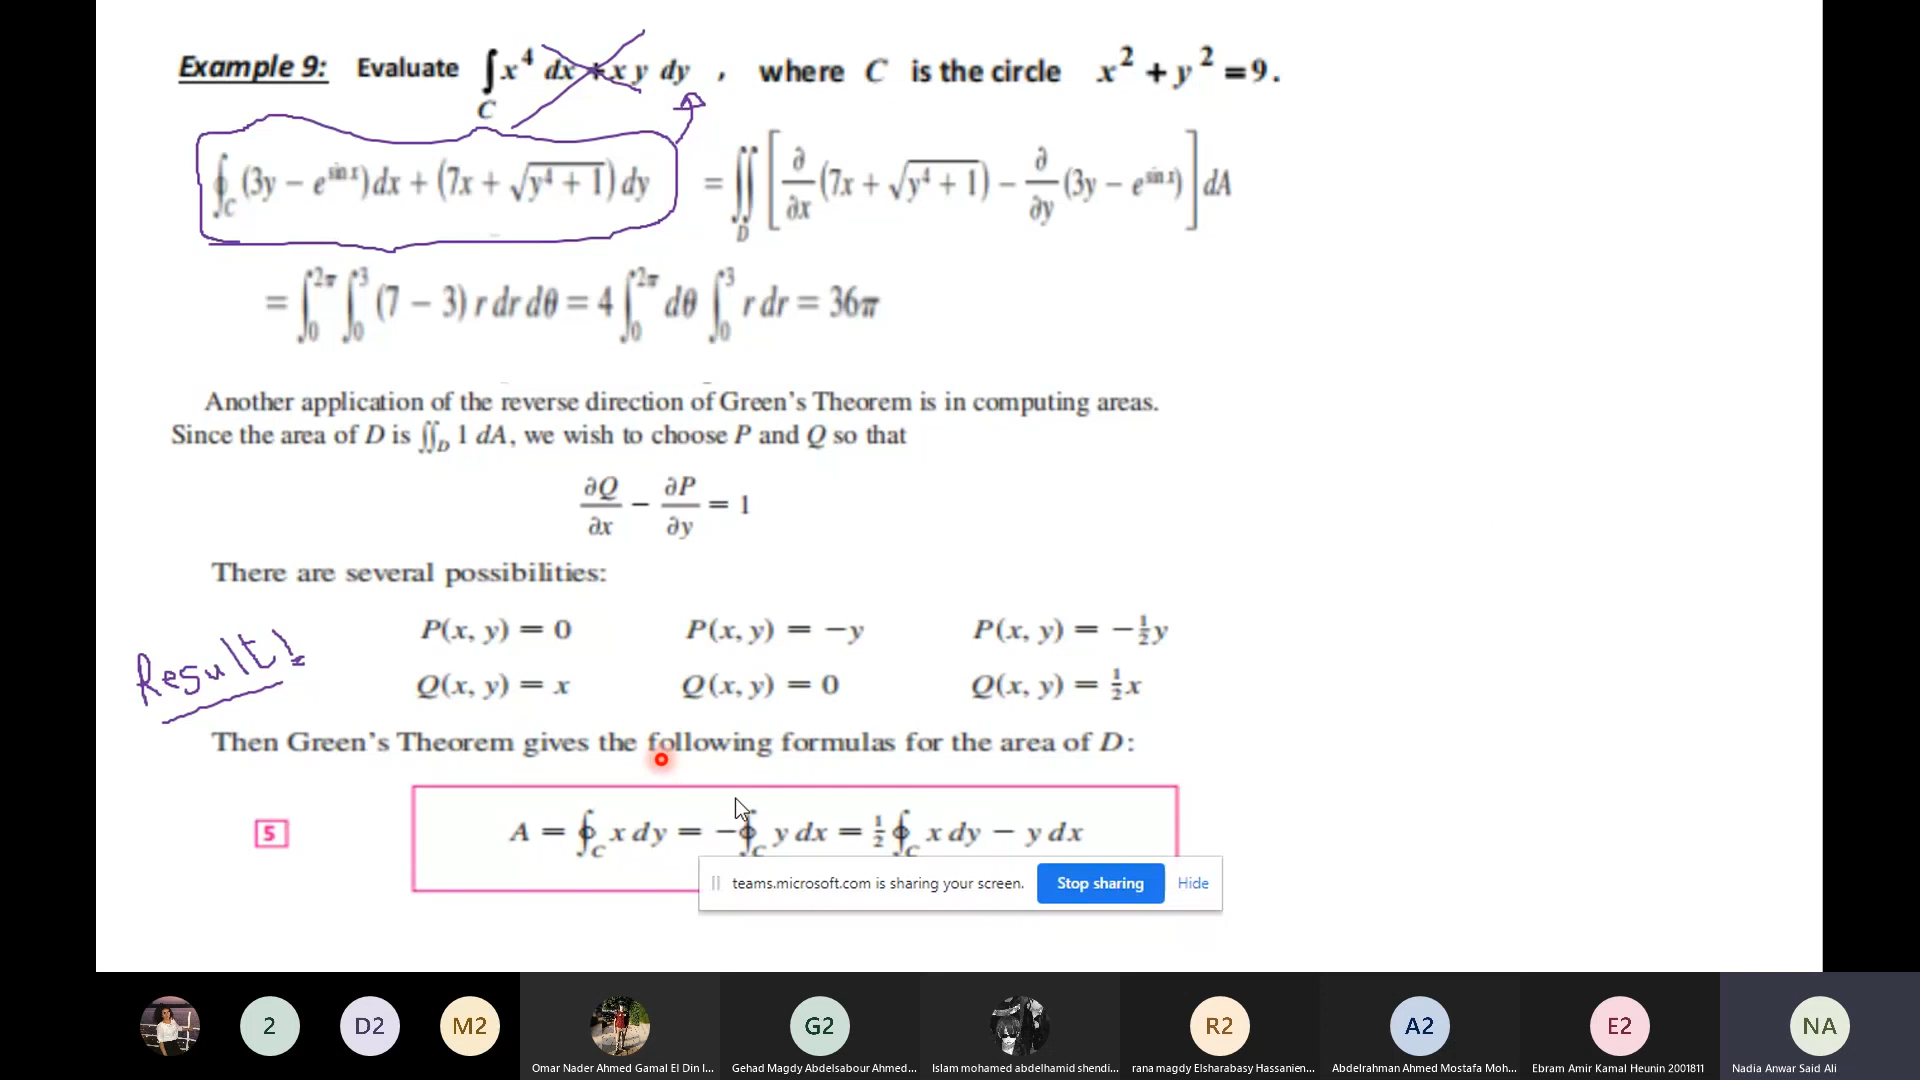 Example 9: Evaluate ∫_C x⁴ dx + x y dy , where C is the circle x² + y² = 9.
∮_C (3y − e^{sin x}) dx + (7x + √(y⁴ + 1)) dy = ∬_D [∂/∂x (7x + √(y⁴ + 1)) − ∂/∂y (3y − e^{sin x})] dA
= ∫₀^{2π} ∫₀³ (7 − 3) r dr dθ = 4 ∫₀^{2π} dθ ∫₀³ r dr = 36π
Another application of the reverse direction of Green's Theorem is in computing areas.
Since the area of D is ∬_D 1 dA, we wish to choose P and Q so that
∂Q/∂x − ∂P/∂y = 1
There are several possibilities:
P(x, y) = 0 P(x, y) = −y P(x, y) = −½y
Result!
Q(x, y) = x Q(x, y) = 0 Q(x, y) = ½x
Then Green's Theorem gives the following formulas for the area of D:
5 A = ∮_C x dy = −∮_C y dx = ½ ∮_C x dy − y dx
teams.microsoft.com is sharing your screen. Stop sharing Hide
2 D2 M2 G2 R2 A2 E2 NA
Omar Nader Ahmed Gamal El Din I... Gehad Magdy Abdelsabour Ahmed... Islam mohamed abdelhamid shendi... rana magdy Elsharabasy Hassanien... Abdelrahman Ahmed Mostafa Moh... Ebram Amir Kamal Heunin 2001811 Nadia Anwar Said Ali